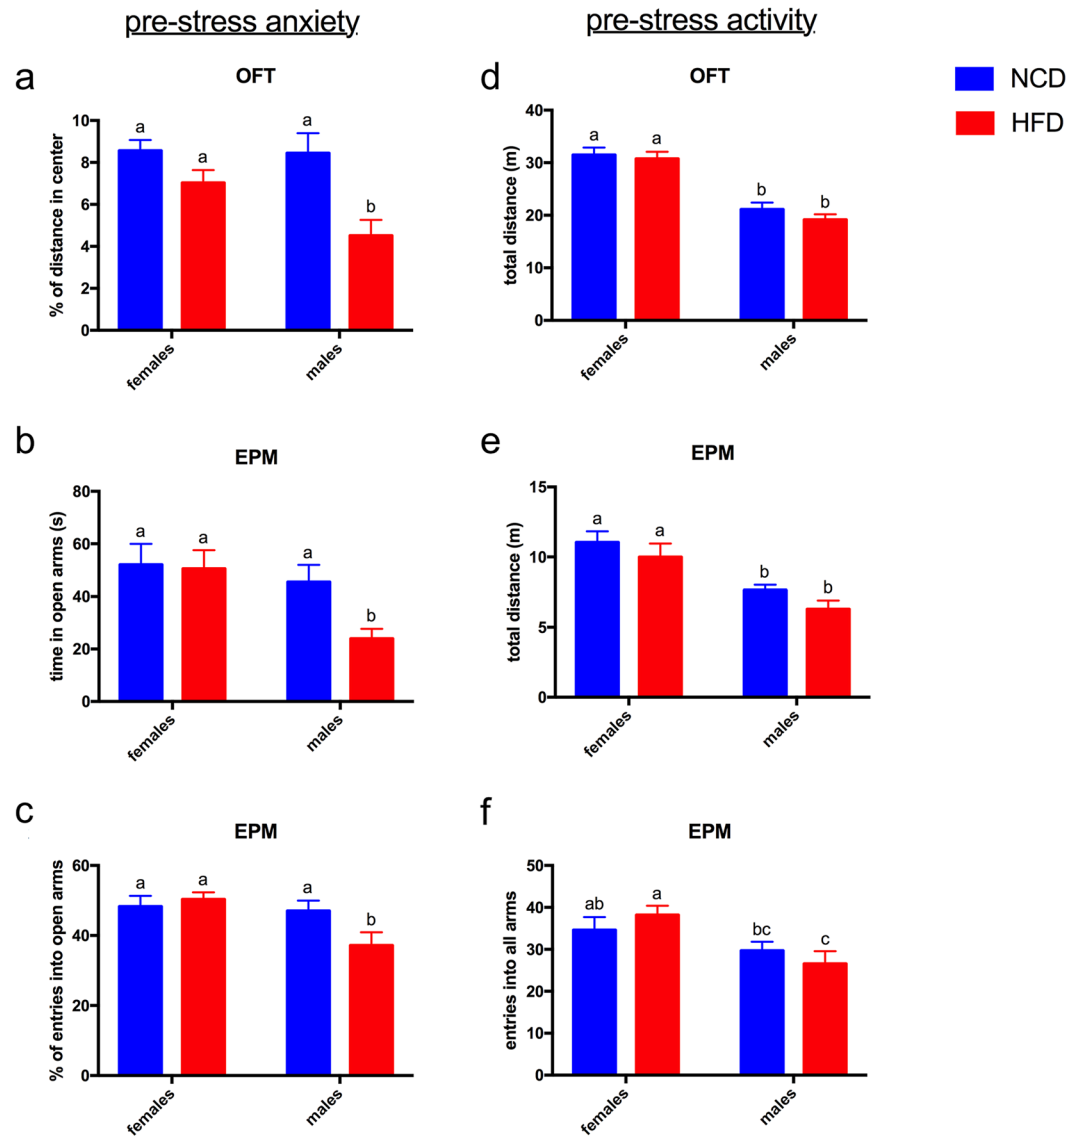 pre-stress anxiety
pre-stress activity
NCD
HFD
a
OFT
% of distance in center
10
8
6
4
2
0
a
a
a
b
females
males
d
OFT
total distance (m)
40
30
20
10
0
a
a
b
b
females
males
b
EPM
time in open arms (s)
80
60
40
20
0
a
a
a
b
females
males
e
EPM
total distance (m)
15
10
5
0
a
a
b
b
females
males
c
EPM
% of entries into open arms
60
40
20
0
a
a
a
b
females
males
f
EPM
entries into all arms
50
40
30
20
10
0
ab
a
bc
c
females
males